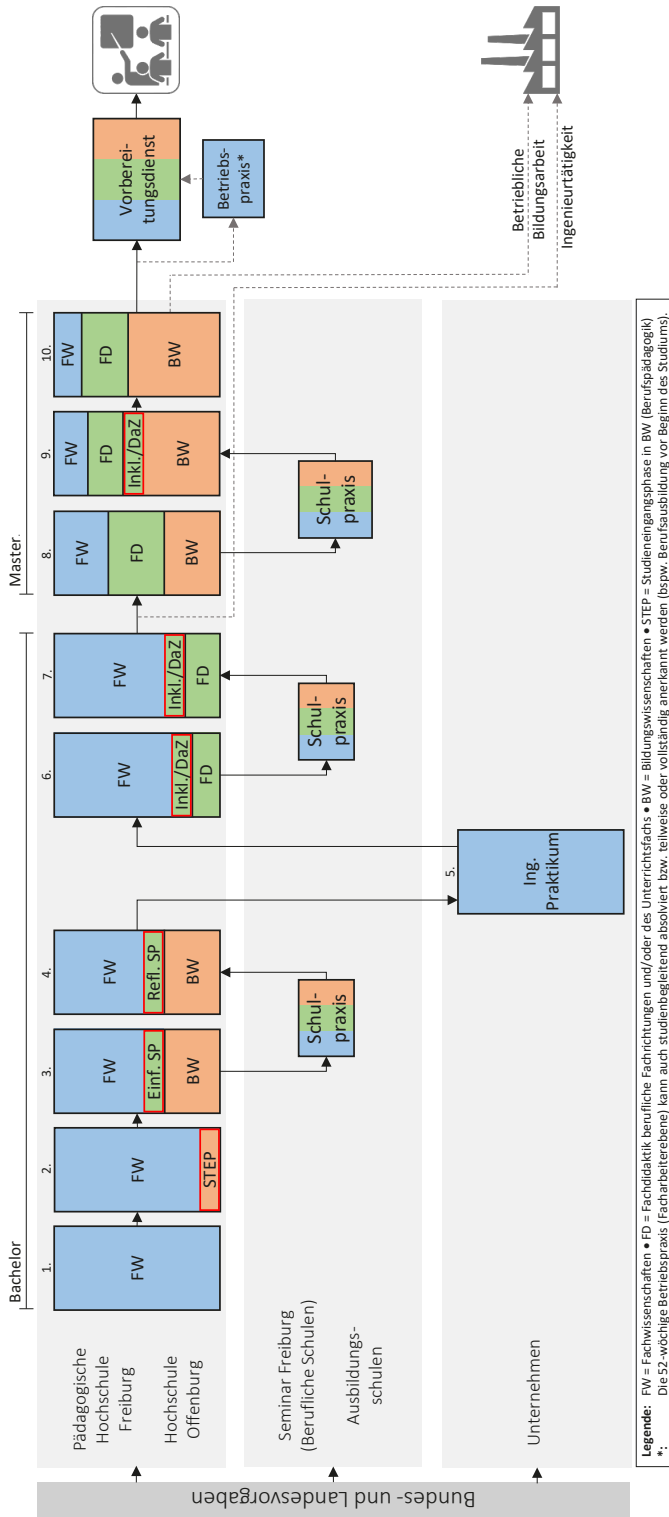 Bachelor
Master
1.
2.
3.
4.
5.
6.
7.
8.
9.
10.
Bundes- und Landesvorgaben
Pädagogische
Hochschule
Freiburg
Hochschule
Offenburg
FW
FW
STEP
FW
Einf. SP
BW
FW
Refl. SP
BW
FW
Inkl./DaZ
FD
FW
Inkl./DaZ
FD
FW
FD
BW
FW
FD
Inkl./DaZ
BW
FW
FD
BW
Vorberei-
tungsdienst
Betriebs-
praxis*
Seminar Freiburg
(Berufliche Schulen)
Ausbildungs-
schulen
Schul-
praxis
Schul-
praxis
Schul-
praxis
Unternehmen
Ing.
Praktikum
Betriebliche
Bildungsarbeit
Ingenieurtätigkeit
Legende: FW = Fachwissenschaften • FD = Fachdidaktik berufliche Fachrichtungen und/oder des Unterrichtsfachs • BW = Bildungswissenschaften • STEP = Studieneingangsphase in BW (Berufspädagogik)
*: Die 52-wöchige Betriebspraxis (Facharbeiterebene) kann auch studienbegleitend absolviert bzw. teilweise oder vollständig anerkannt werden (bspw. Berufsausbildung vor Beginn des Studiums).